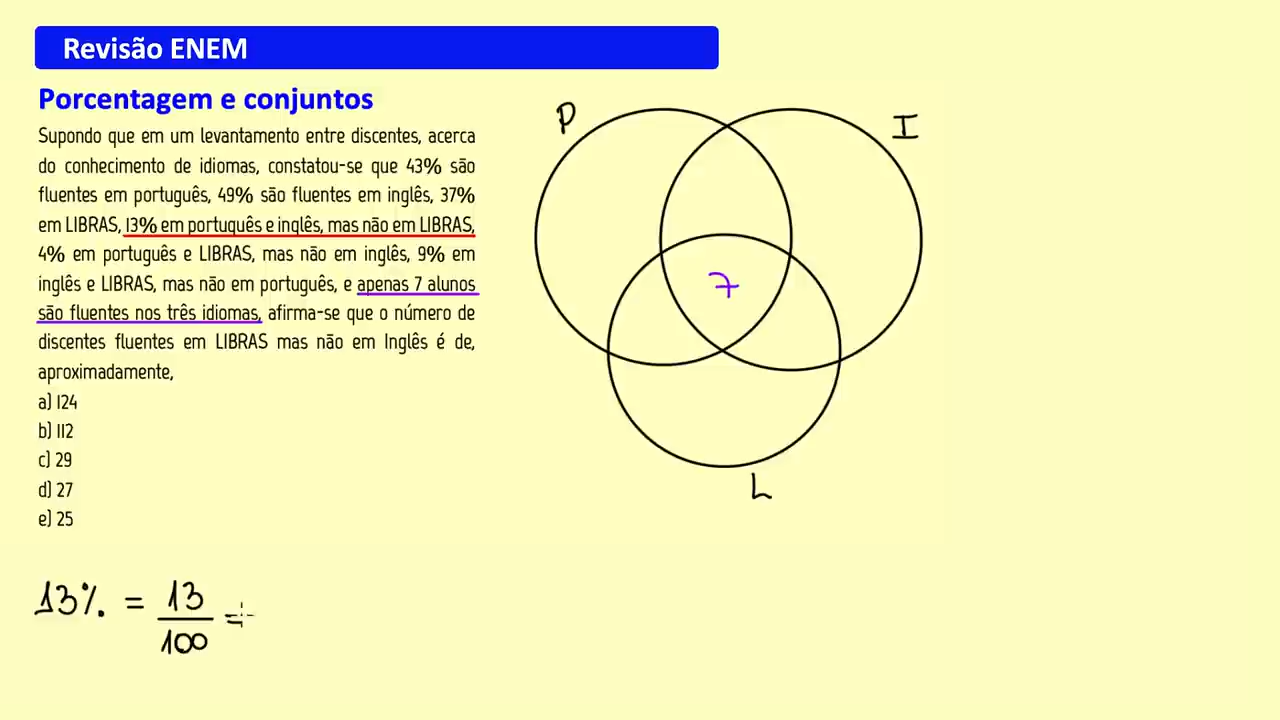 Revisão ENEM
Porcentagem e conjuntos
Supondo que em um levantamento entre discentes, acerca
do conhecimento de idiomas, constatou-se que 43% são
fluentes em português, 49% são fluentes em inglês, 37%
em LIBRAS, 13% em português e inglês, mas não em LIBRAS,
4% em português e LIBRAS, mas não em inglês, 9% em
inglês e LIBRAS, mas não em português, e apenas 7 alunos
são fluentes nos três idiomas, afirma-se que o número de
discentes fluentes em LIBRAS mas não em Inglês é de,
aproximadamente,
a) 124
b) 112
c) 29
d) 27
e) 25
P
I
7
L
13% = 13/100 =